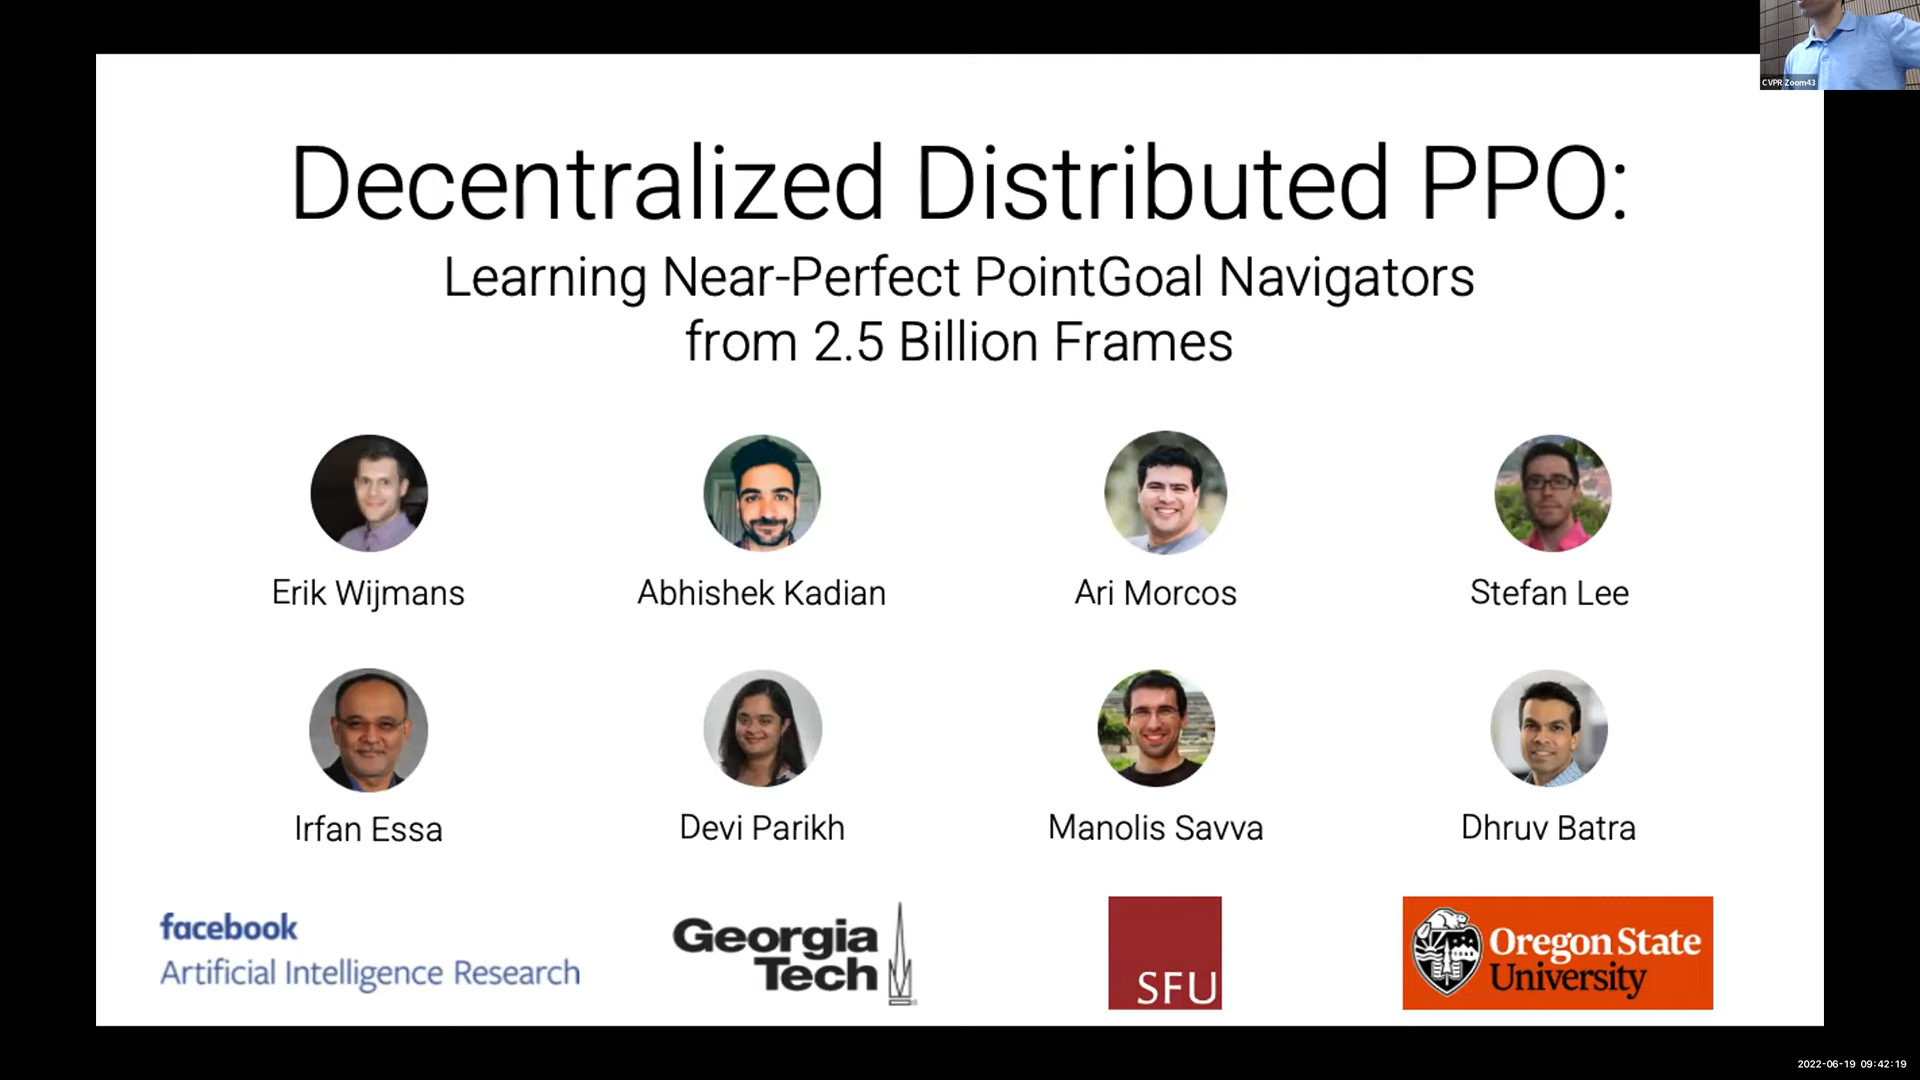 CVPR Zoom43
Decentralized Distributed PPO:
Learning Near-Perfect PointGoal Navigators
from 2.5 Billion Frames
Erik Wijmans
Abhishek Kadian
Ari Morcos
Stefan Lee
Irfan Essa
Devi Parikh
Manolis Savva
Dhruv Batra
facebook
Artificial Intelligence Research
Georgia
Tech
SFU
Oregon State
University
2022-06-19 09:42:19